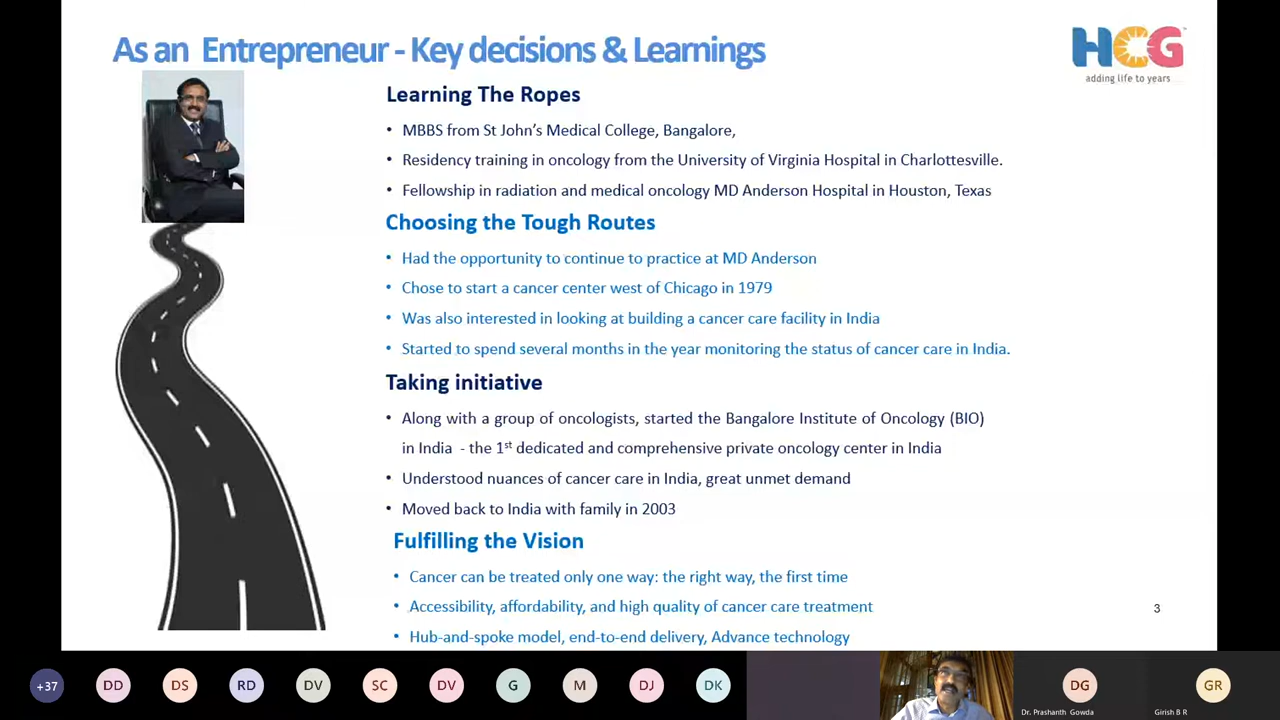 As an Entrepreneur - Key decisions & Learnings
HCG
adding life to years
Learning The Ropes
• MBBS from St John's Medical College, Bangalore,
• Residency training in oncology from the University of Virginia Hospital in Charlottesville.
• Fellowship in radiation and medical oncology MD Anderson Hospital in Houston, Texas
Choosing the Tough Routes
• Had the opportunity to continue to practice at MD Anderson
• Chose to start a cancer center west of Chicago in 1979
• Was also interested in looking at building a cancer care facility in India
• Started to spend several months in the year monitoring the status of cancer care in India.
Taking initiative
• Along with a group of oncologists, started the Bangalore Institute of Oncology (BIO)
in India - the 1st dedicated and comprehensive private oncology center in India
• Understood nuances of cancer care in India, great unmet demand
• Moved back to India with family in 2003
Fulfilling the Vision
• Cancer can be treated only one way: the right way, the first time
• Accessibility, affordability, and high quality of cancer care treatment
• Hub-and-spoke model, end-to-end delivery, Advance technology
3
+37 DD DS RD DV SC DV G M DJ DK DG GR
Dr. Prashanth Gowda
Girish B R